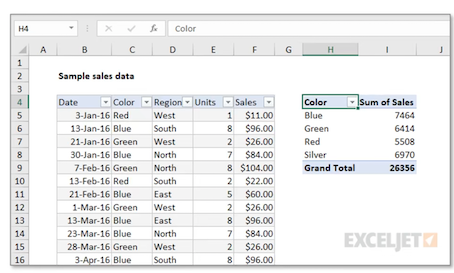 H4 fx Color
A B C D E F G H I J
1
2 Sample sales data
3
4 Date Color Region Units Sales Color Sum of Sales
5 3-Jan-16 Red West 1 $11.00 Blue 7464
6 13-Jan-16 Blue South 8 $96.00 Green 6414
7 21-Jan-16 Green West 2 $26.00 Red 5508
8 30-Jan-16 Blue North 7 $84.00 Silver 6970
9 7-Feb-16 Green North 8 $104.00 Grand Total 26356
10 13-Feb-16 Red South 2 $22.00
11 21-Feb-16 Blue East 5 $60.00
12 1-Mar-16 Green West 2 $26.00
13 13-Mar-16 Blue East 8 $96.00
14 23-Mar-16 Blue North 7 $84.00 EXCELJET
15 28-Mar-16 Green West 2 $26.00
16 3-Apr-16 Blue South 8 $96.00